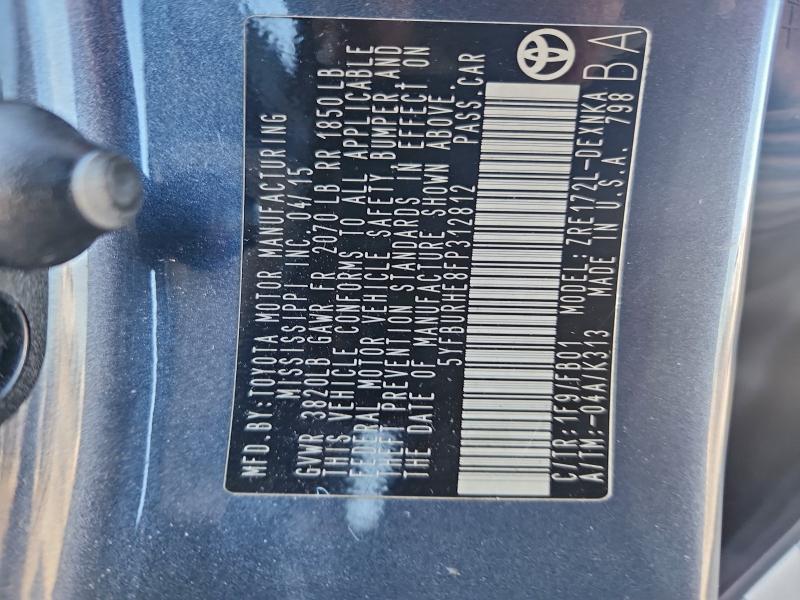 MFD.BY:TOYOTA MOTOR MANUFACTURING
MISSISSIPPI INC. 04/15
GVWR 3820LB GAWR FR 2070 LB RR 1850LB
THIS VEHICLE CONFORMS TO ALL APPLICABLE
FEDERAL MOTOR VEHICLE SAFETY, BUMPER,AND
THEFT PREVENTION STANDARDS IN EFFECT ON
THE DATE OF MANUFACTURE SHOWN ABOVE.
5YFBURHE8FP312812 PASS.CAR
C/TR:1F9/FB01 MODEL:ZRE172L-DEXNKA
A/TM:-04A/K313 MADE IN U.S.A. 798
BA